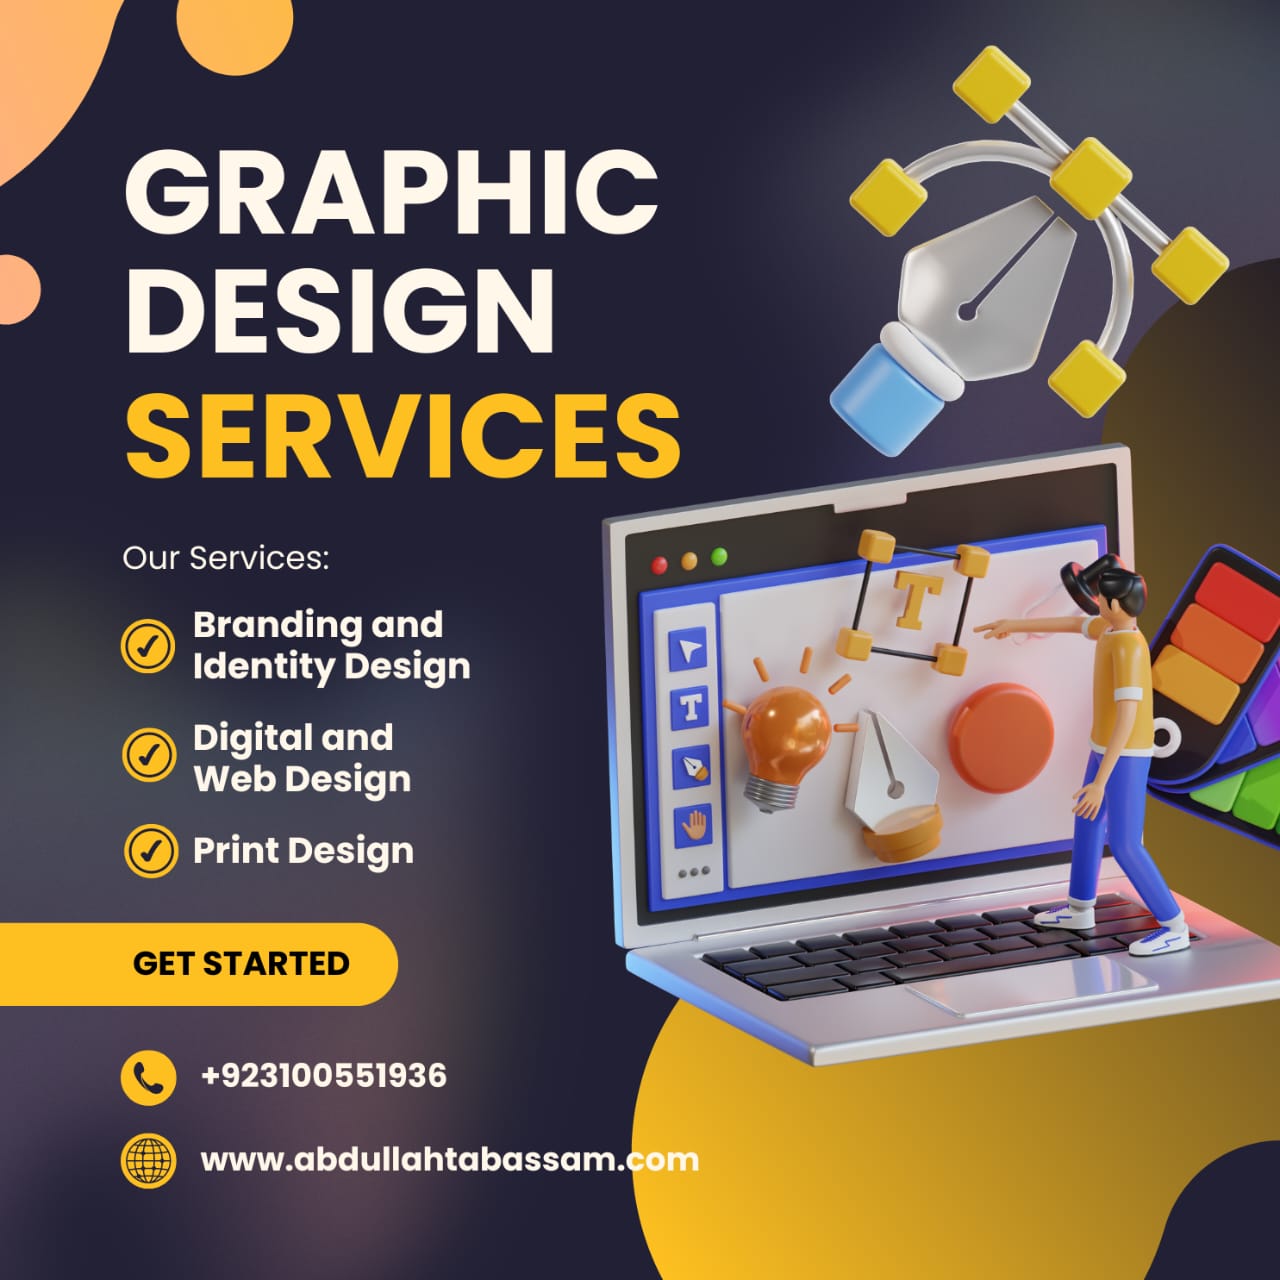 GRAPHIC
DESIGN
SERVICES
Our Services:
Branding and
Identity Design
Digital and
Web Design
Print Design
GET STARTED
+923100551936
www.abdullahtabassam.com
T
T